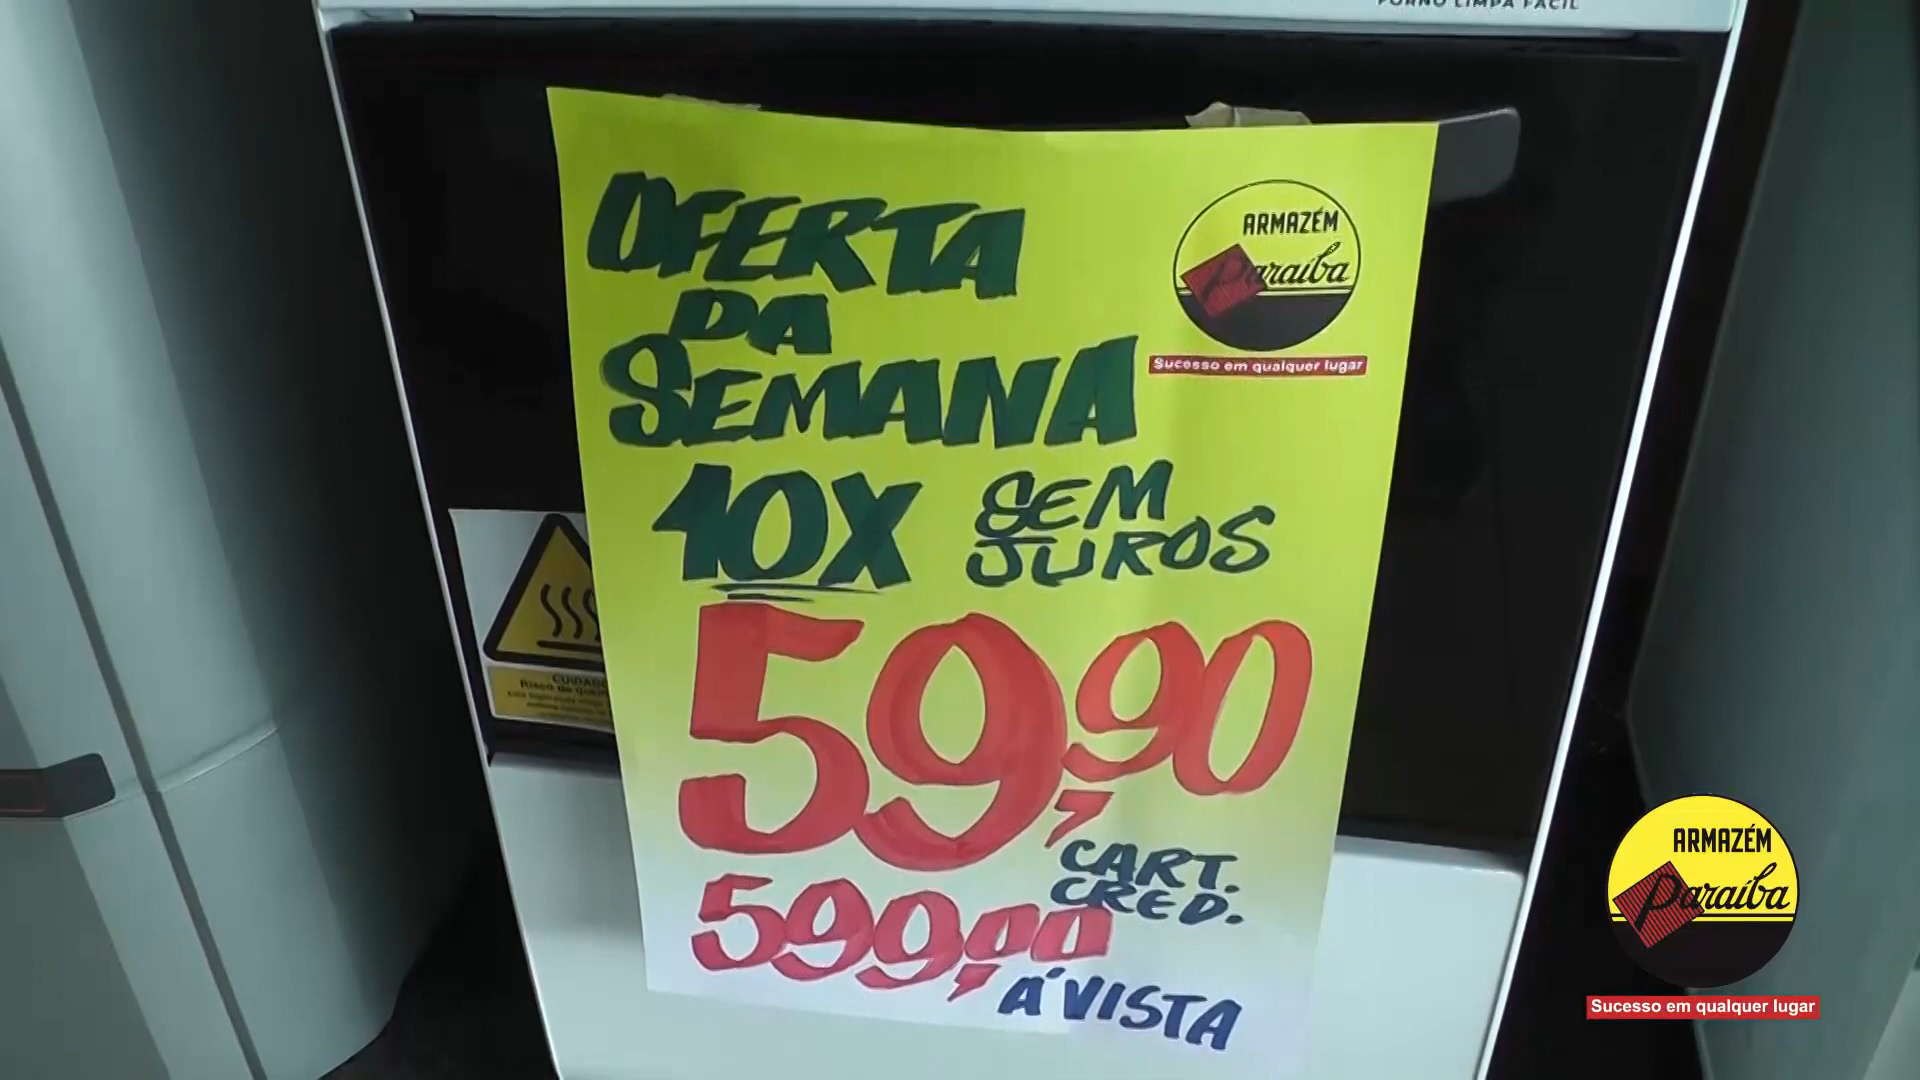 FORNO LIMPA FÁCIL
OFERTA
DA
SEMANA
ARMAZÉM
Paraíba
Sucesso em qualquer lugar
10X SEM
JUROS
59,90
CART.
CRED.
599,00
Á VISTA
ARMAZÉM
Paraíba
Sucesso em qualquer lugar